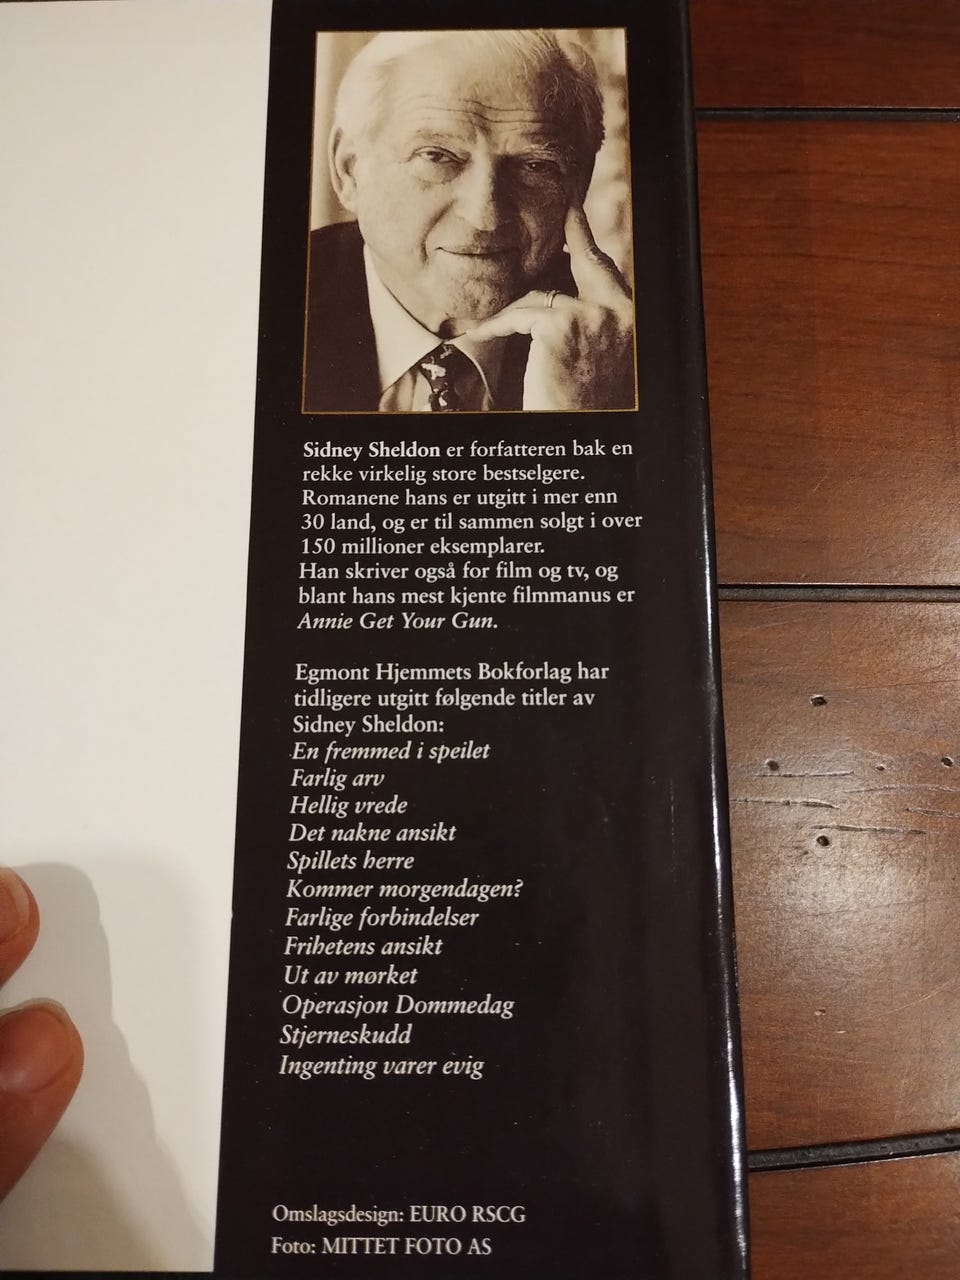 Sidney Sheldon er forfatteren bak en
rekke virkelig store bestselgere.
Romanene hans er utgitt i mer enn
30 land, og er til sammen solgt i over
150 millioner eksemplarer.
Han skriver også for film og tv, og
blant hans mest kjente filmmanus er
Annie Get Your Gun.
Egmont Hjemmets Bokforlag har
tidligere utgitt følgende titler av
Sidney Sheldon:
En fremmed i speilet
Farlig arv
Hellig vrede
Det nakne ansikt
Spillets herre
Kommer morgendagen?
Farlige forbindelser
Frihetens ansikt
Ut av mørket
Operasjon Dommedag
Stjerneskudd
Ingenting varer evig
Omslagsdesign: EURO RSCG
Foto: MITTET FOTO AS